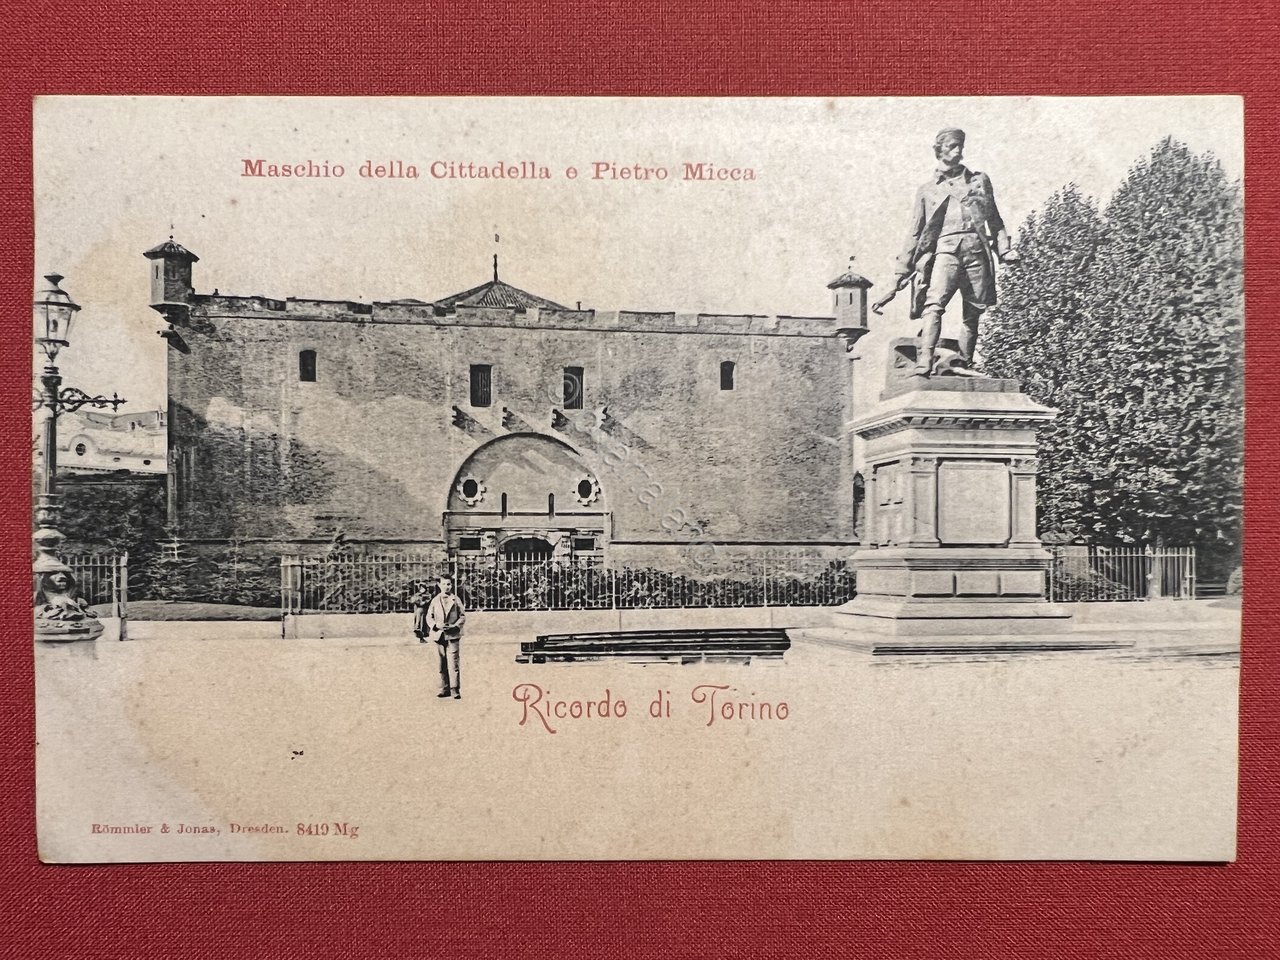 Maschio della Cittadella e Pietro Micca
Ricordo di Torino
Römmler & Jonas, Dresden. 8419 Mg